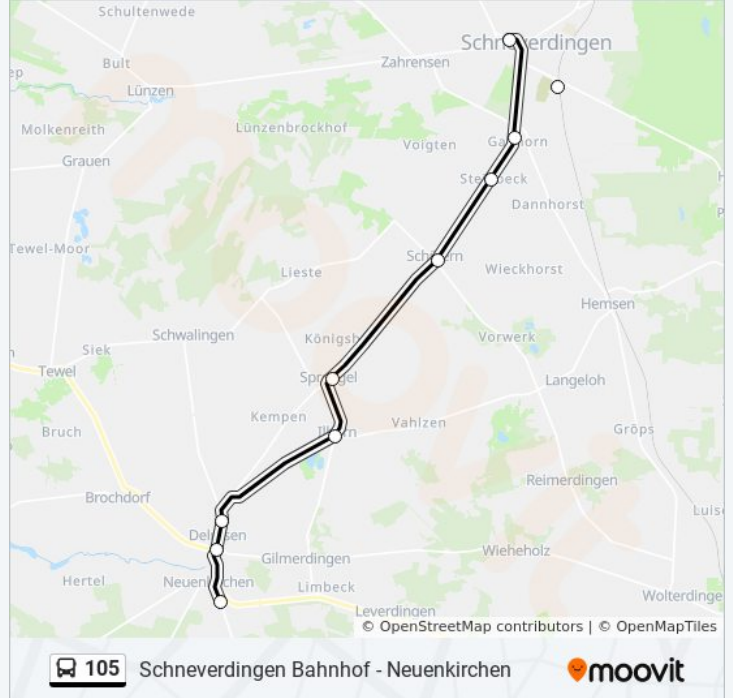 Schultenwede
Schneverdingen
Bult
Zahrensen
ep
Lünzen
Molkenreith
Lünzenbrockhof
Voigten
Grauen
Dannhorst
Tewel-Moor
Lieste
Wieckhorst
Hemsen
Schwalingen
Vorwerk
Siek
Tewel
Langeloh
Kempen
Vahlzen
Bruch
Gröps
Reimerdingen
Brochdorf
Luise
Gilmerdingen
Wieheholz
Hertel
Limbeck
Wolterdinge
Leverdingen
© OpenStreetMap contributors | © OpenMapTiles
105 Schneverdingen Bahnhof - Neuenkirchen
moovit